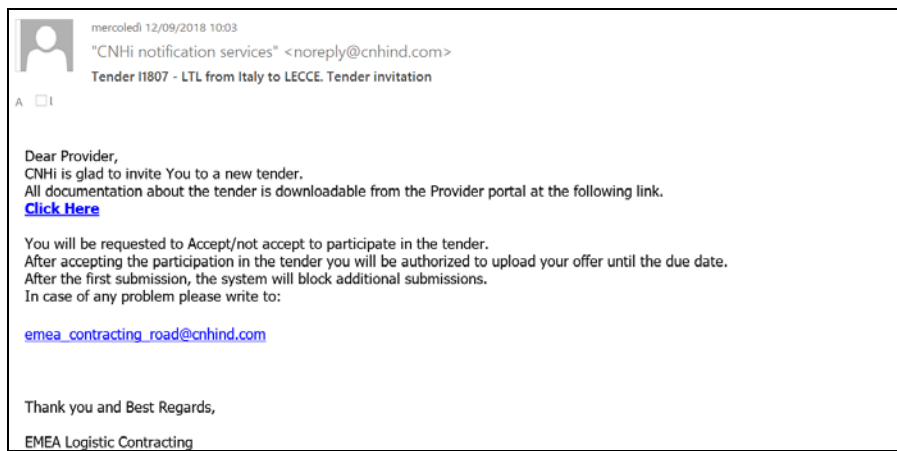 mercoledì 12/09/2018 10:03
"CNHi notification services" <noreply@cnhind.com>
Tender I1807 - LTL from Italy to LECCE. Tender invitation
A
Dear Provider,
CNHi is glad to invite You to a new tender.
All documentation about the tender is downloadable from the Provider portal at the following link.
Click Here
You will be requested to Accept/not accept to participate in the tender.
After accepting the participation in the tender you will be authorized to upload your offer until the due date.
After the first submission, the system will block additional submissions.
In case of any problem please write to:
emea_contracting_road@cnhind.com
Thank you and Best Regards,
EMEA Logistic Contracting